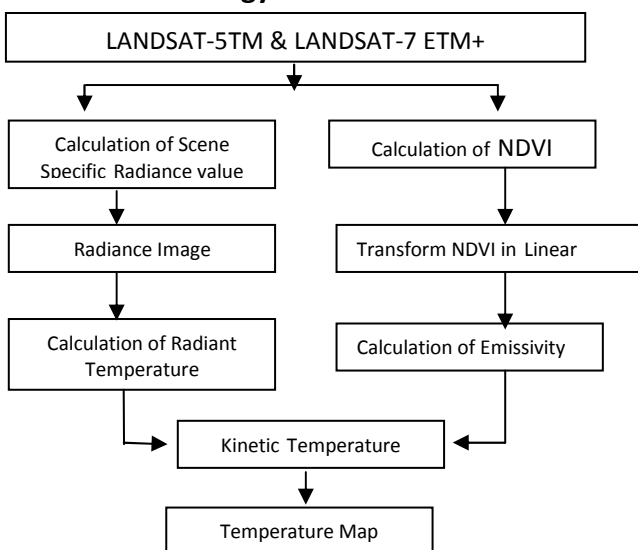 LANDSAT-5TM & LANDSAT-7 ETM+
Calculation of Scene
Specific Radiance value
Calculation of NDVI
Radiance Image
Transform NDVI in Linear
Calculation of Radiant
Temperature
Calculation of Emissivity
Kinetic Temperature
Temperature Map